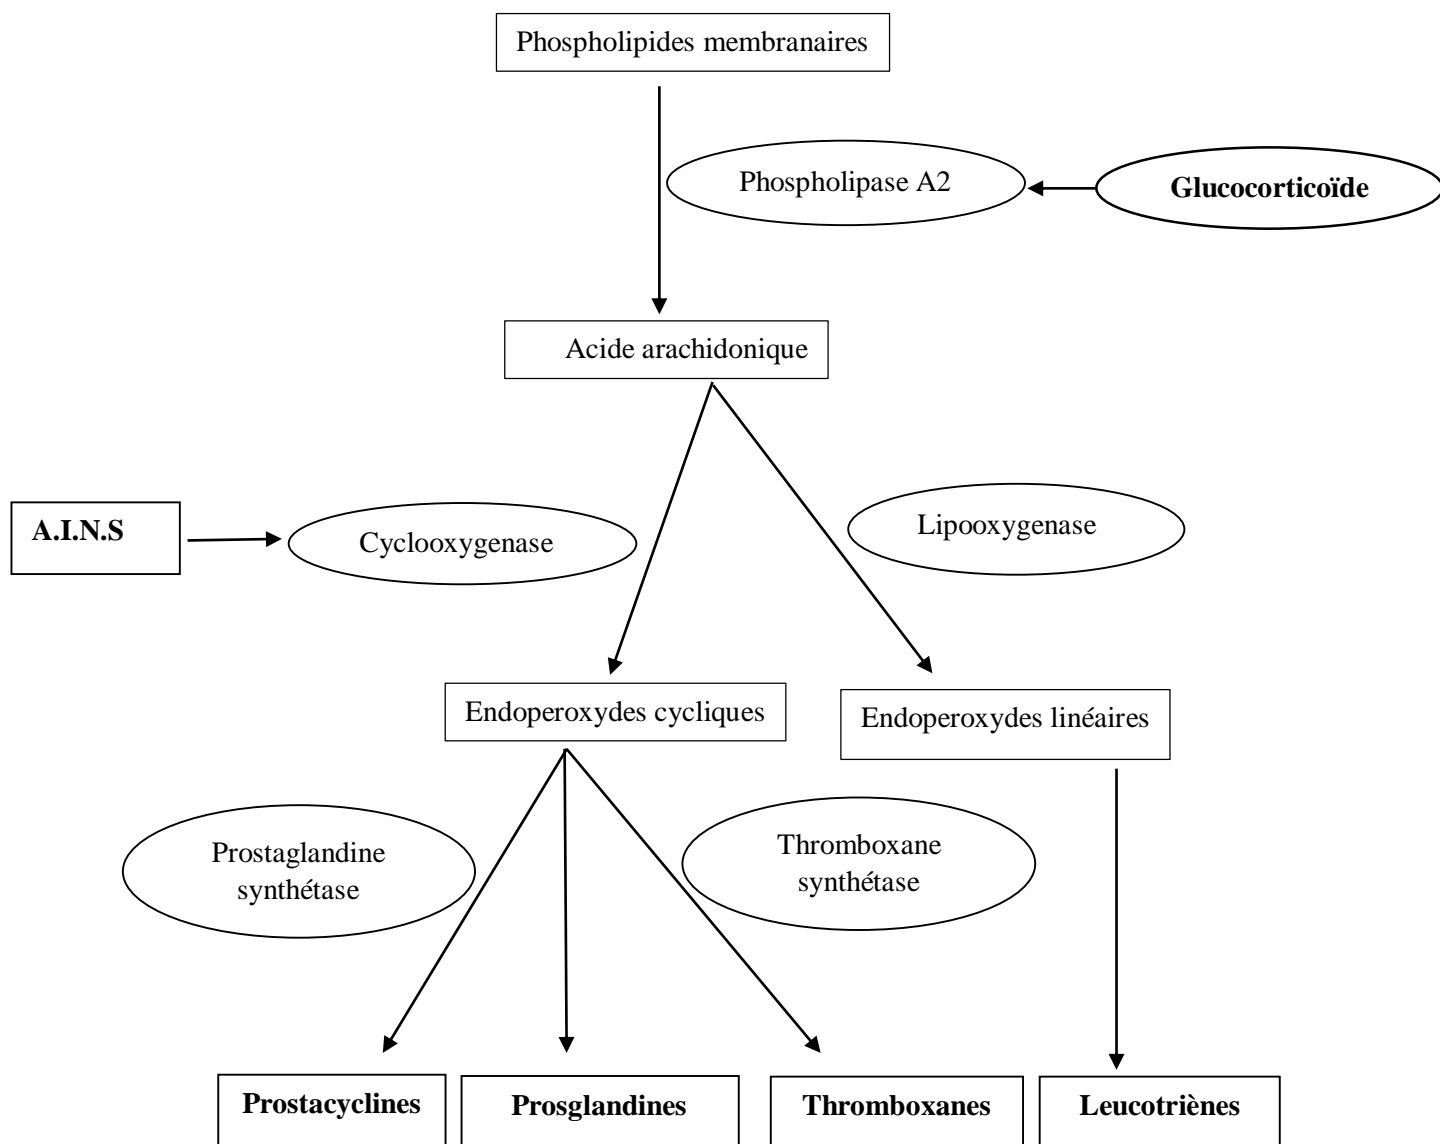 Phospholipides membranaires
Phospholipase A2
Glucocorticoïde
Acide arachidonique
A.I.N.S
Cyclooxygenase
Lipooxygenase
Endoperoxydes cycliques
Endoperoxydes linéaires
Prostaglandine
synthétase
Thromboxane
synthétase
Prostacyclines
Prosglandines
Thromboxanes
Leucotriènes